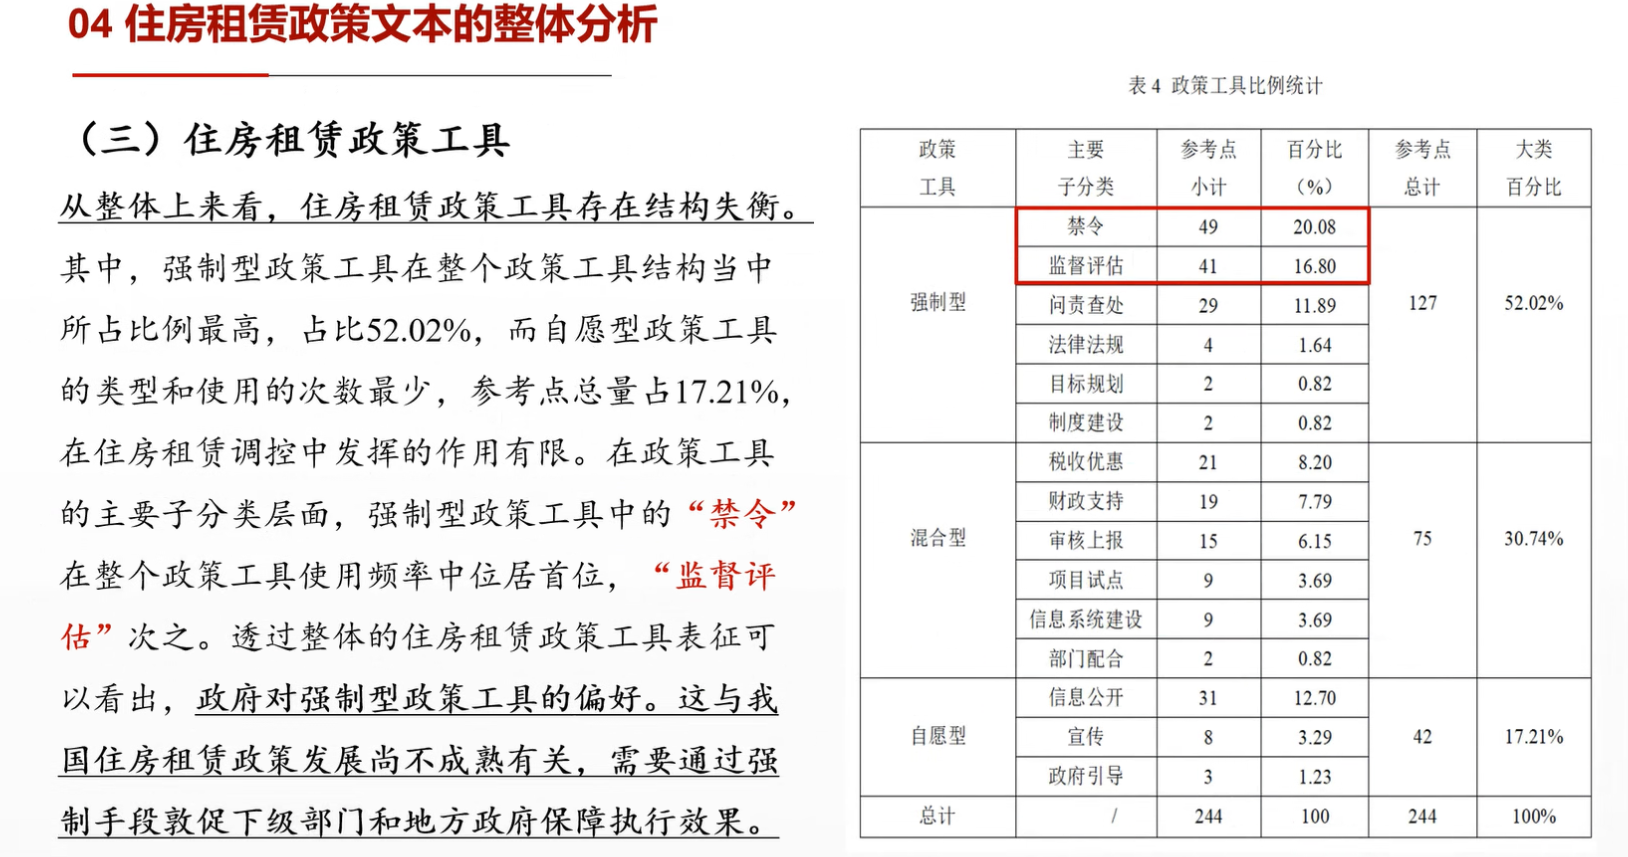 04 住房租赁政策文本的整体分析
（三）住房租赁政策工具
从整体上来看，住房租赁政策工具存在结构失衡。
其中，强制型政策工具在整个政策工具结构当中
所占比例最高，占比52.02%，而自愿型政策工具
的类型和使用的次数最少，参考点总量占17.21%，
在住房租赁调控中发挥的作用有限。在政策工具
的主要子分类层面，强制型政策工具中的“禁令”
在整个政策工具使用频率中位居首位，“监督评
估”次之。透过整体的住房租赁政策工具表征可
以看出，政府对强制型政策工具的偏好。这与我
国住房租赁政策发展尚不成熟有关，需要通过强
制手段敦促下级部门和地方政府保障执行效果。
表 4 政策工具比例统计
政策工具 主要子分类 参考点小计 百分比（%） 参考点总计 大类百分比
强制型 禁令 49 20.08 127 52.02%
监督评估 41 16.80
问责查处 29 11.89
法律法规 4 1.64
目标规划 2 0.82
制度建设 2 0.82
混合型 税收优惠 21 8.20 75 30.74%
财政支持 19 7.79
审核上报 15 6.15
项目试点 9 3.69
信息系统建设 9 3.69
部门配合 2 0.82
自愿型 信息公开 31 12.70 42 17.21%
宣传 8 3.29
政府引导 3 1.23
总计 / 244 100 244 100%